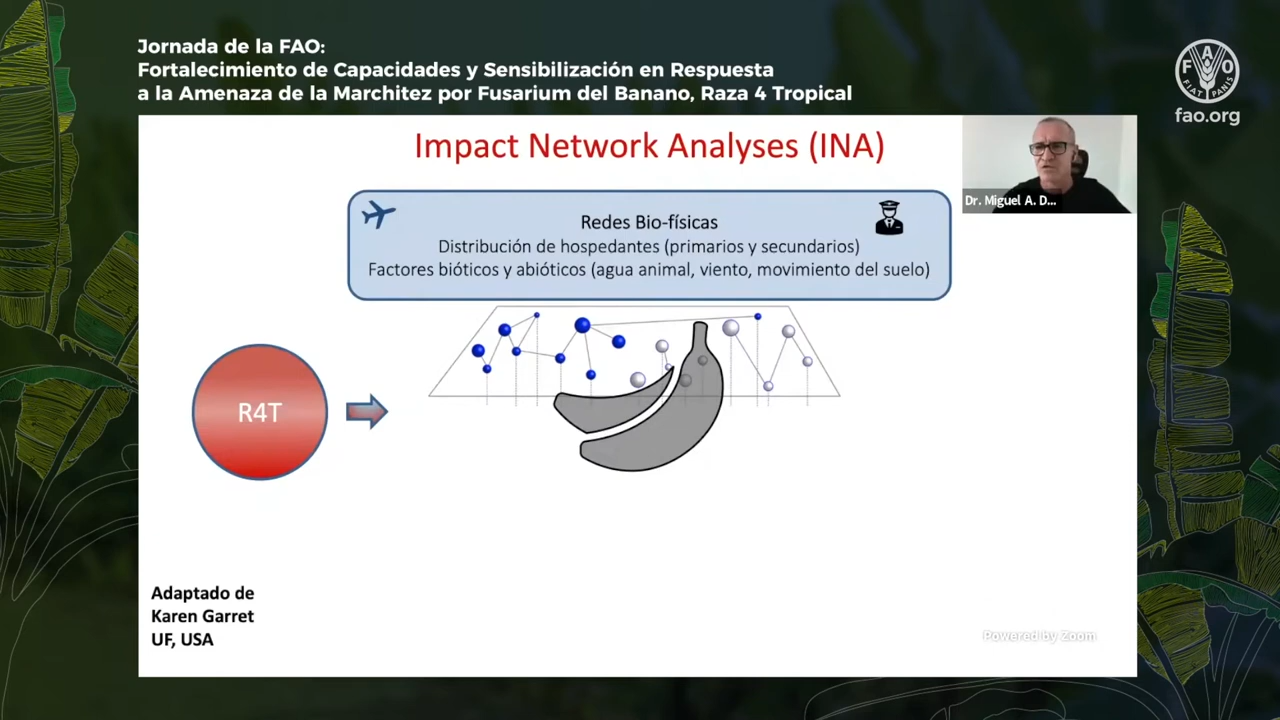 Jornada de la FAO:
Fortalecimiento de Capacidades y Sensibilización en Respuesta
a la Amenaza de la Marchitez por Fusarium del Banano, Raza 4 Tropical
FAO
FIAT PANIS
fao.org
Impact Network Analyses (INA)
Dr. Miguel A. D...
Redes Bio-físicas
Distribución de hospedantes (primarios y secundarios)
Factores bióticos y abióticos (agua animal, viento, movimiento del suelo)
R4T
Adaptado de
Karen Garret
UF, USA
Powered by Zoom